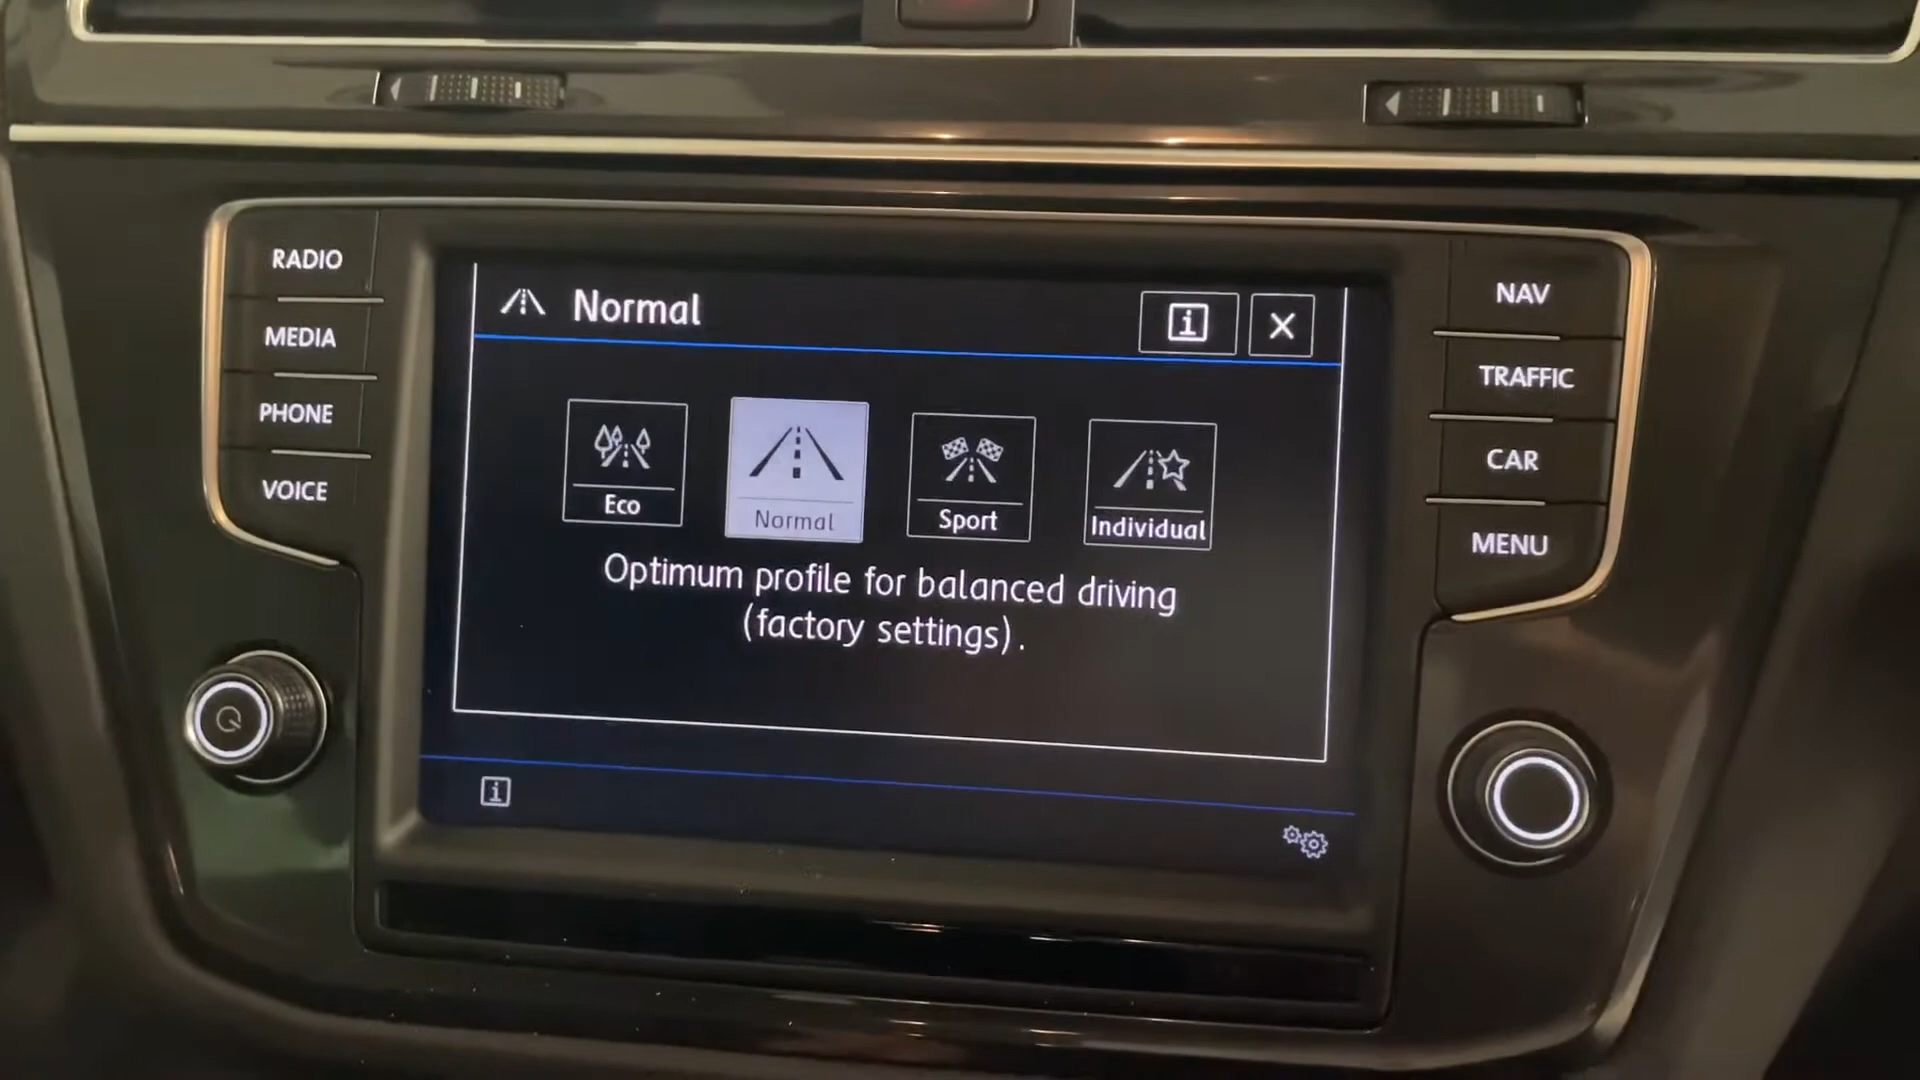 RADIO
MEDIA
PHONE
VOICE
Normal
Eco
Normal
Sport
Individual
Optimum profile for balanced driving
(factory settings).
NAV
TRAFFIC
CAR
MENU